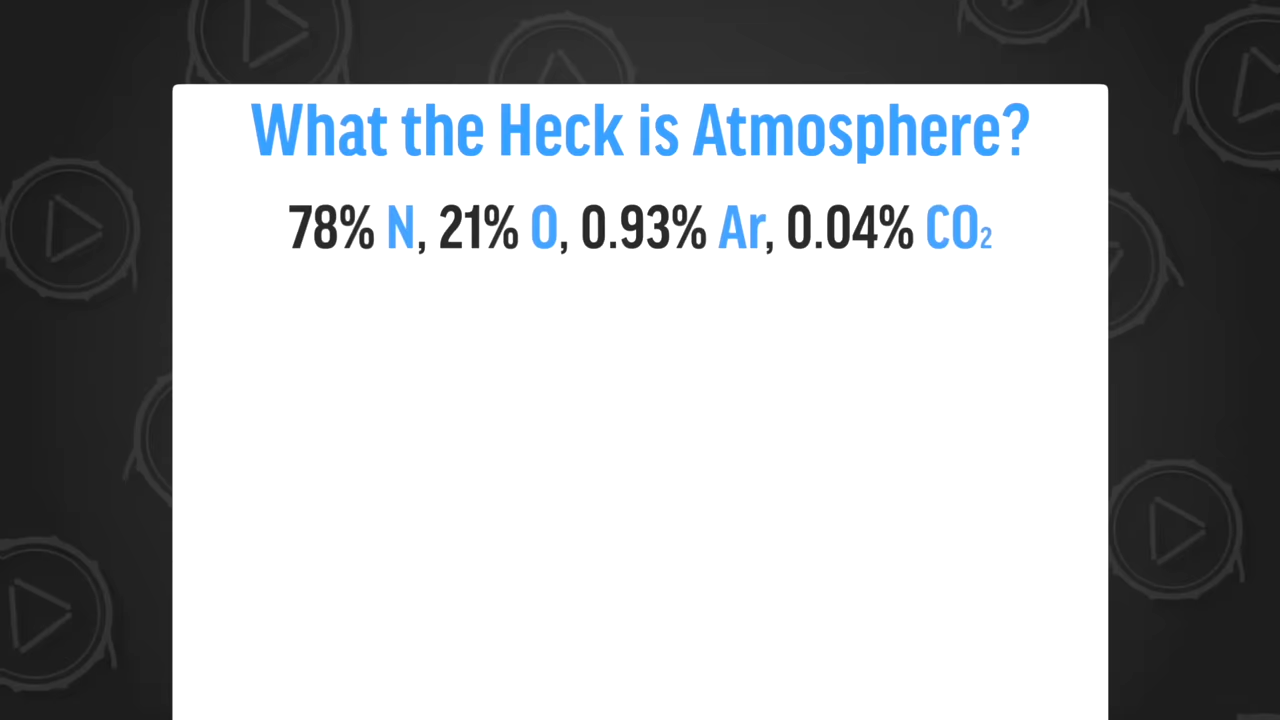 What the Heck is Atmosphere?
78% N, 21% O, 0.93% Ar, 0.04% CO₂